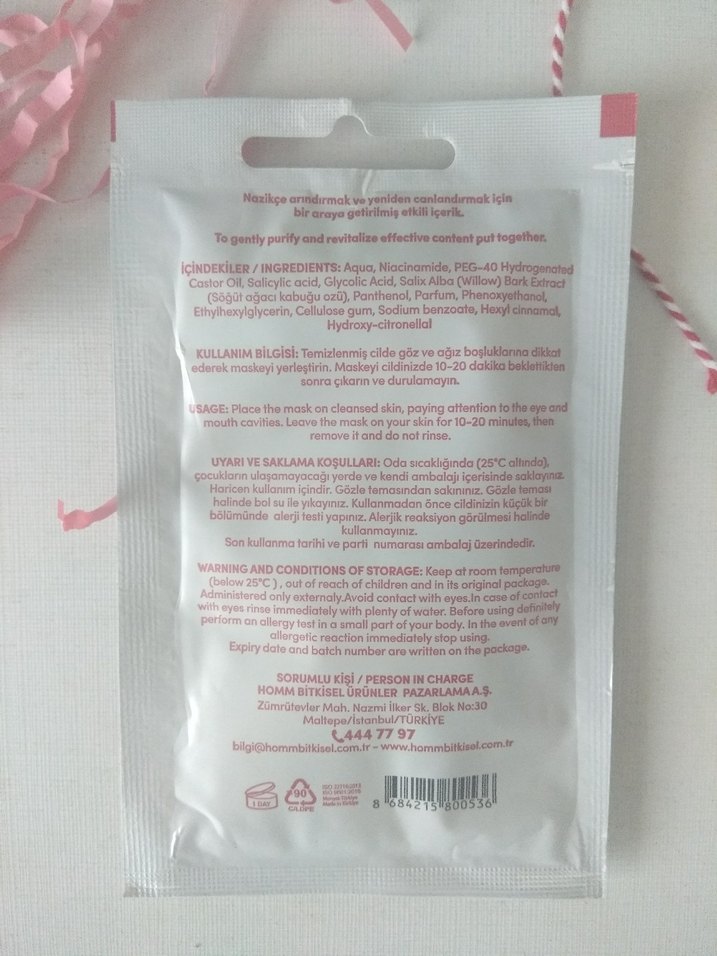 Nazikçe arındırmak ve yeniden canlandırmak için
bir araya getirilmiş etkili içerik.
To gently purify and revitalize effective content put together.
İÇİNDEKİLER / INGREDIENTS: Aqua, Niacinamide, PEG-40 Hydrogenated
Castor Oil, Salicylic acid, Glycolic Acid, Salix Alba (Willow) Bark Extract
(Söğüt ağacı kabuğu ozü), Panthenol, Parfum, Phenoxyethanol,
Ethylhexylglycerin, Cellulose gum, Sodium benzoate, Hexyl cinnamal,
Hydroxy-citronellal
KULLANIM BİLGİSİ: Temizlenmiş cilde göz ve ağız boşluklarına dikkat
ederek maskeyi yerleştirin. Maskeyi cildinizde 10-20 dakika beklettikten
sonra çıkarın ve durulamayın.
USAGE: Place the mask on cleansed skin, paying attention to the eye and
mouth cavities. Leave the mask on your skin for 10-20 minutes, then
remove it and do not rinse.
UYARI VE SAKLAMA KOŞULLARI: Oda sıcaklığında (25°C altında),
çocukların ulaşamayacağı yerde ve kendi ambalajı içerisinde saklayınız.
Haricen kullanım içindir. Gözle temasından sakınınız. Gözle teması
halinde bol su ile yıkayınız. Kullanmadan önce cildinizin küçük bir
bölümünde alerji testi yapınız. Alerjik reaksiyon görülmesi halinde
kullanmayınız.
Son kullanma tarihi ve parti numarası ambalaj üzerindedir.
WARNING AND CONDITIONS OF STORAGE: Keep at room temperature
(below 25°C ) , out of reach of children and in its original package.
Administered only externaly.Avoid contact with eyes.In case of contact
with eyes rinse immediately with plenty of water. Before using definitely
perform an allergy test in a small part of your body. In the event of any
allergetic reaction immediately stop using.
Expiry date and batch number are written on the package.
SORUMLU KİŞİ / PERSON IN CHARGE
HOMM BİTKİSEL ÜRÜNLER PAZARLAMA A.Ş.
Zümrütevler Mah. Nazmi İlker Sk. Blok No:30
Maltepe/İstanbul/TÜRKİYE
444 77 97
bilgi@hommbitkisel.com.tr - www.hommbitkisel.com.tr
1 DAY
90
C/LDPE
ISO 22716:2013
ISO 9001:2015
Menşei: Türkiye
Made in Türkiye
8 684215 800536